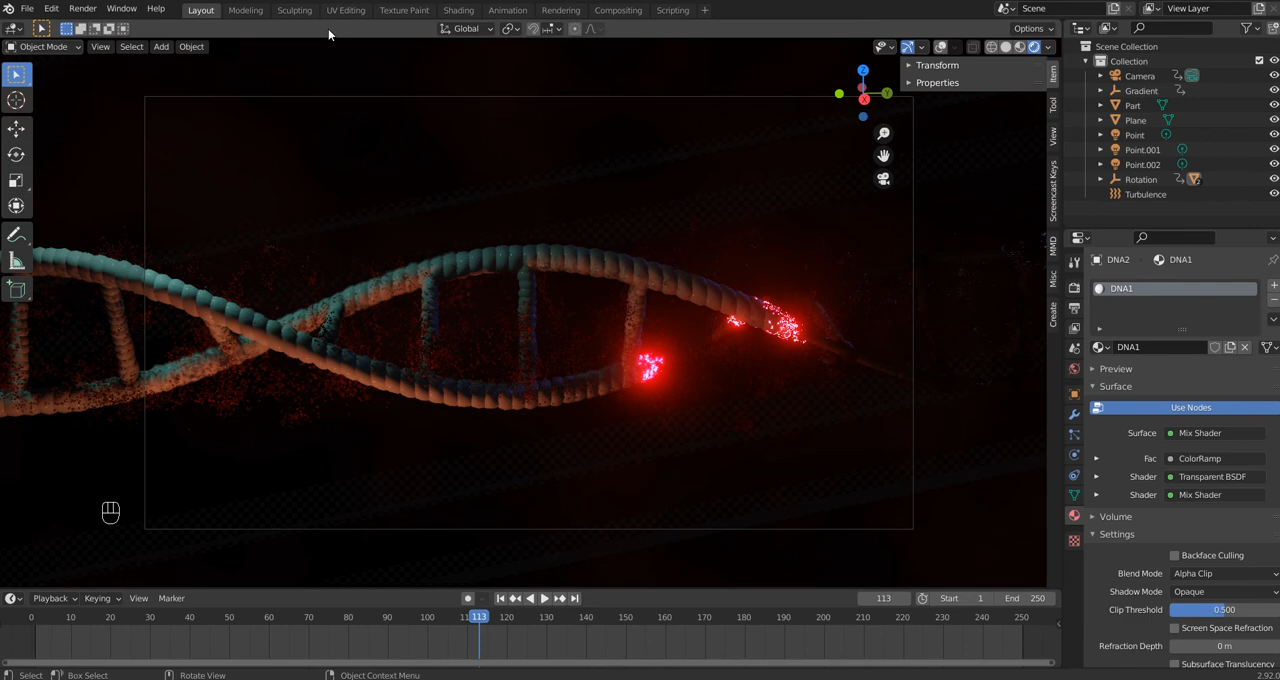 File Edit Render Window Help Layout Modeling Sculpting UV Editing Texture Paint Shading Animation Rendering Compositing Scripting + Scene View Layer
Global Options
Object Mode View Select Add Object
Scene Collection
Collection
Camera
Gradient
Part
Plane
Point
Point.001
Point.002
Rotation
2
Turbulence
Transform
Properties
Z
Y
X
Item
Tool
View
Screencast Keys
MMD
Misc
Create
DNA2 DNA1
DNA1
DNA1
Preview
Surface
Use Nodes
Surface Mix Shader
Fac ColorRamp
Shader Transparent BSDF
Shader Mix Shader
Volume
Settings
Backface Culling
Blend Mode Alpha Clip
Shadow Mode Opaque
Clip Threshold 0.500
Screen Space Refraction
Refraction Depth 0 m
Subsurface Translucency
Playback Keying View Marker 113 Start 1 End 250
0 10 20 30 40 50 60 70 80 90 100 11 113 120 130 140 150 160 170 180 190 200 210 220 230 240 250
Select Box Select Rotate View Object Context Menu 2.92.0